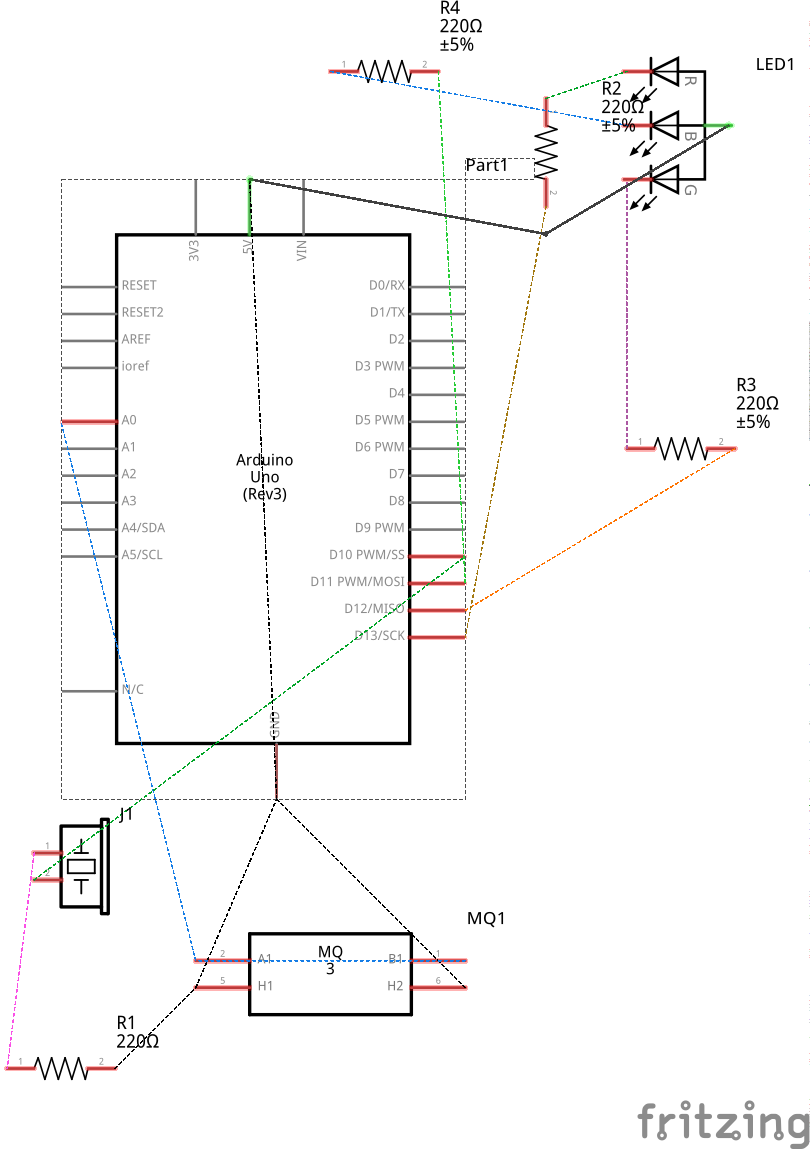 R4
220Ω
±5%
1
2
LED1
R
R2
220Ω
±5%
B
Part1
2
G
3V3
5V
VIN
RESET
D0/RX
RESET2
D1/TX
AREF
D2
ioref
D3 PWM
D4
R3
220Ω
±5%
A0
D5 PWM
A1
D6 PWM
1
2
Arduino
Uno
(Rev3)
A2
D7
A3
D8
A4/SDA
D9 PWM
A5/SCL
D10 PWM/SS
D11 PWM/MOSI
D12/MISO
D13/SCK
N/C
GND
J1
1
2
MQ1
MQ
3
2
A1
B1
1
5
H1
H2
6
R1
220Ω
1
2
fritzing